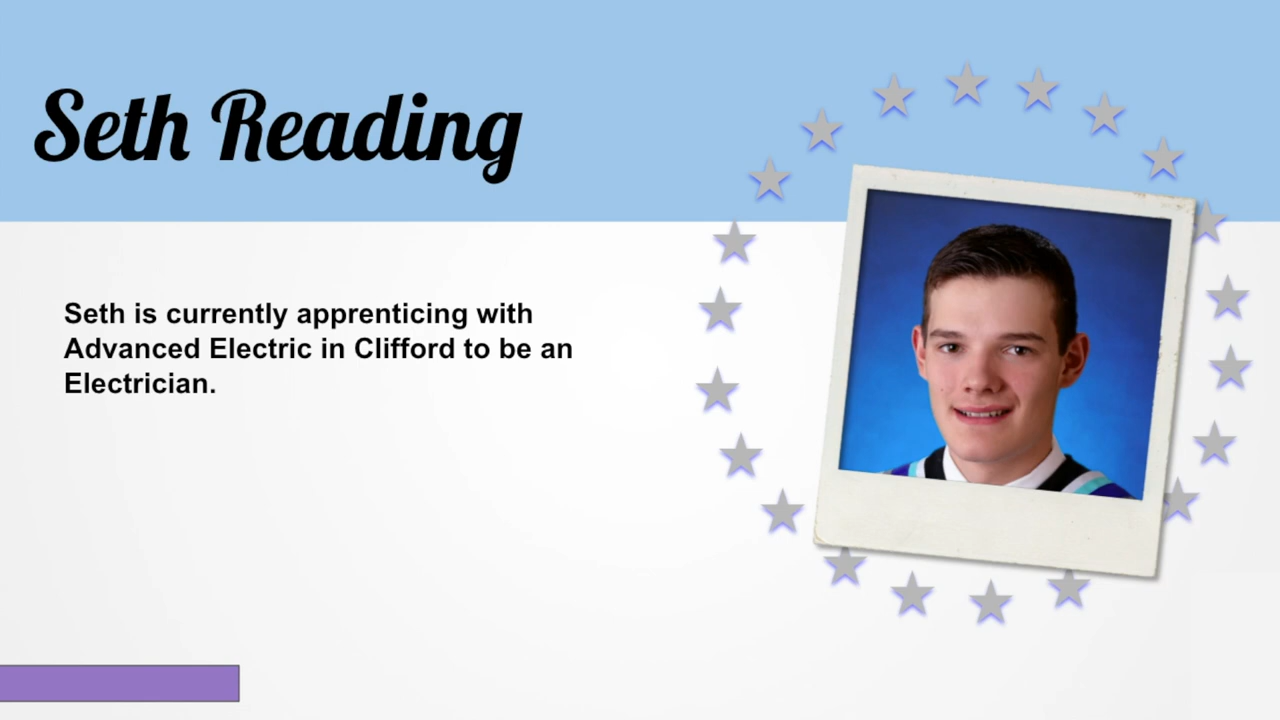 Seth Reading
Seth is currently apprenticing with
Advanced Electric in Clifford to be an
Electrician.